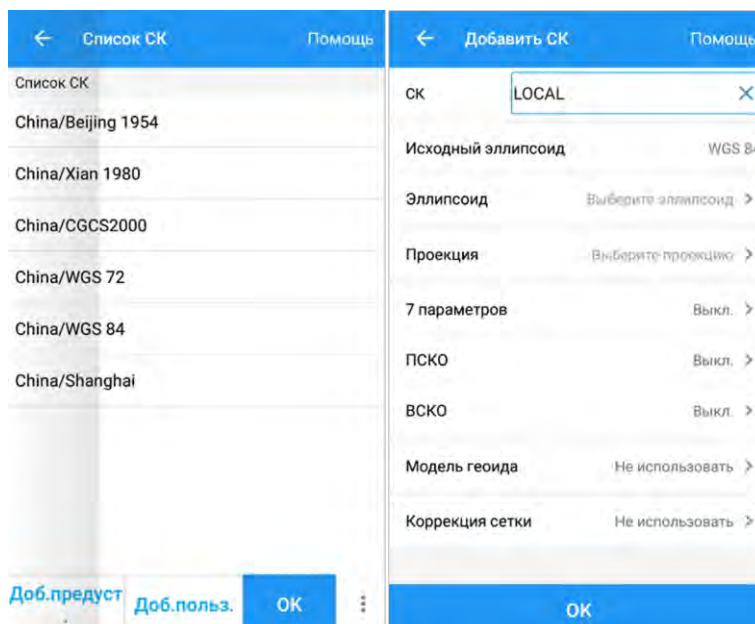 Список СК
Помощь
Список СК
China/Beijing 1954
China/Xian 1980
China/CGCS2000
China/WGS 72
China/WGS 84
China/Shanghai
Доб.предуст
.
Доб.польз.
OK
Добавить СК
Помощь
СК
LOCAL
Исходный эллипсоид
WGS 84
Эллипсоид
Выберите эллипсоид
Проекция
Выберите проекцию
7 параметров
Выкл.
ПСКО
Выкл.
ВСКО
Выкл.
Модель геоида
Не использовать
Коррекция сетки
Не использовать
OK